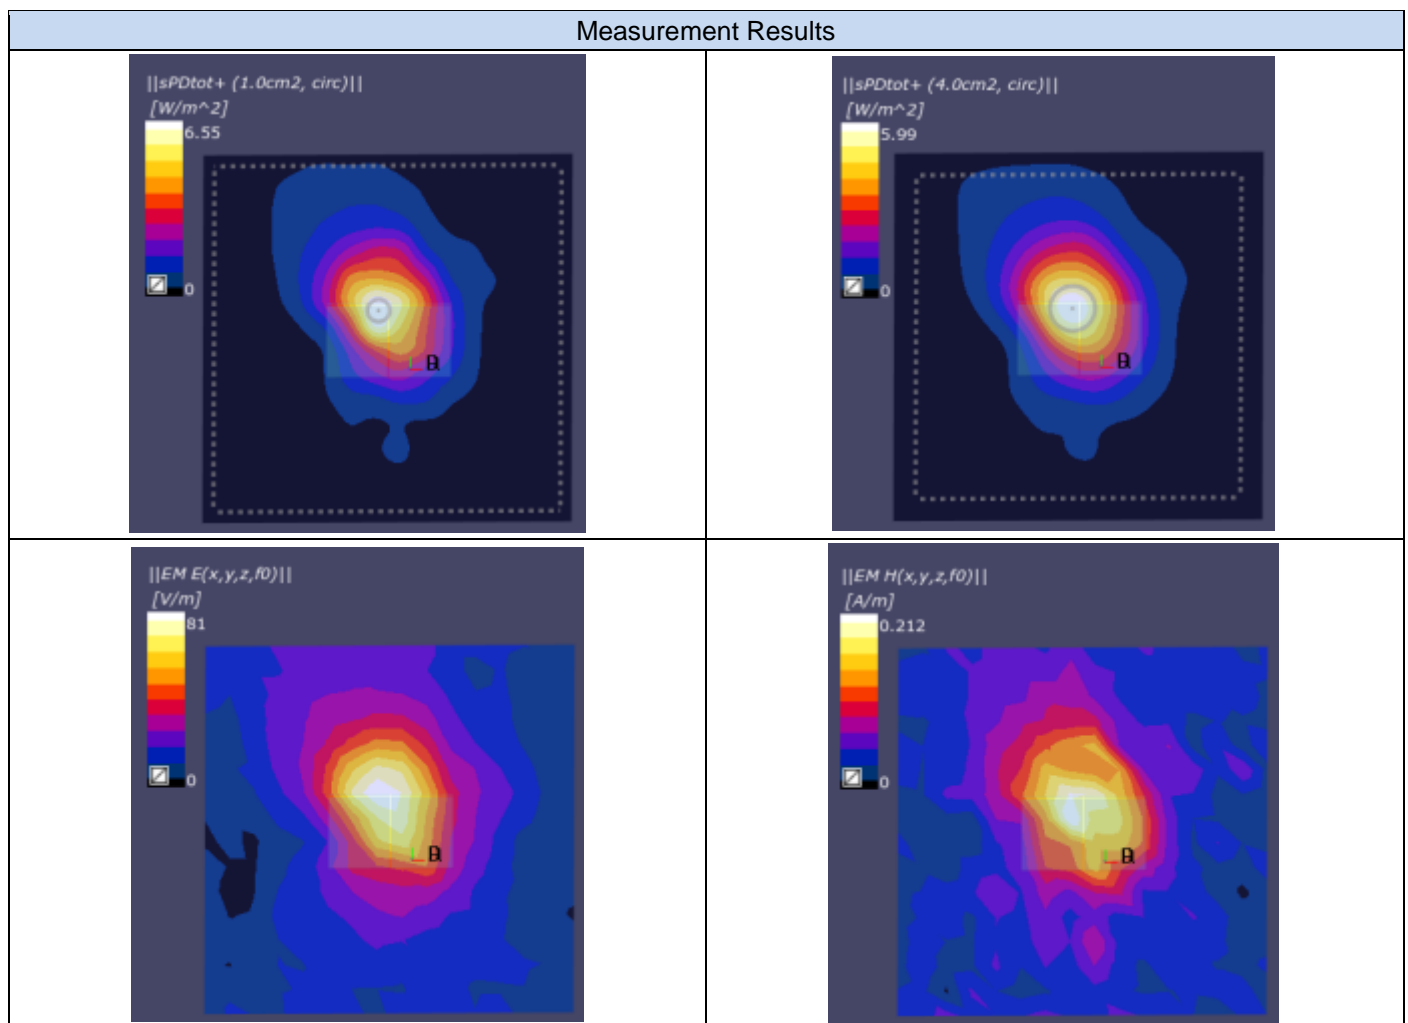 Measurement Results
||sPDtot+ (1.0cm2, circ)||
[W/m^2]
6.55
0
||sPDtot+ (4.0cm2, circ)||
[W/m^2]
5.99
0
||EM E(x,y,z,f0)||
[V/m]
81
0
||EM H(x,y,z,f0)||
[A/m]
0.212
0